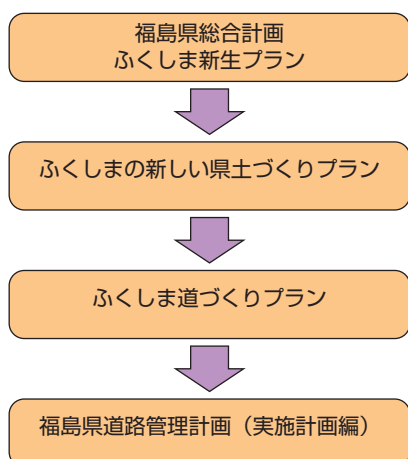 福島県総合計画
ふくしま新生プラン
ふくしまの新しい県土づくりプラン
ふくしま道づくりプラン
福島県道路管理計画（実施計画編）